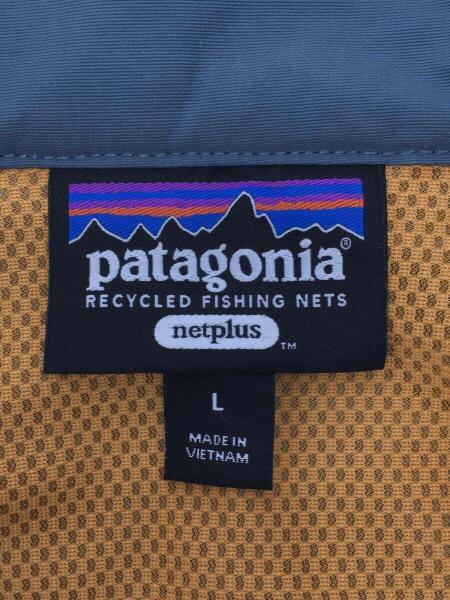 patagonia®
RECYCLED FISHING NETS
netplus ™
L
MADE IN
VIETNAM